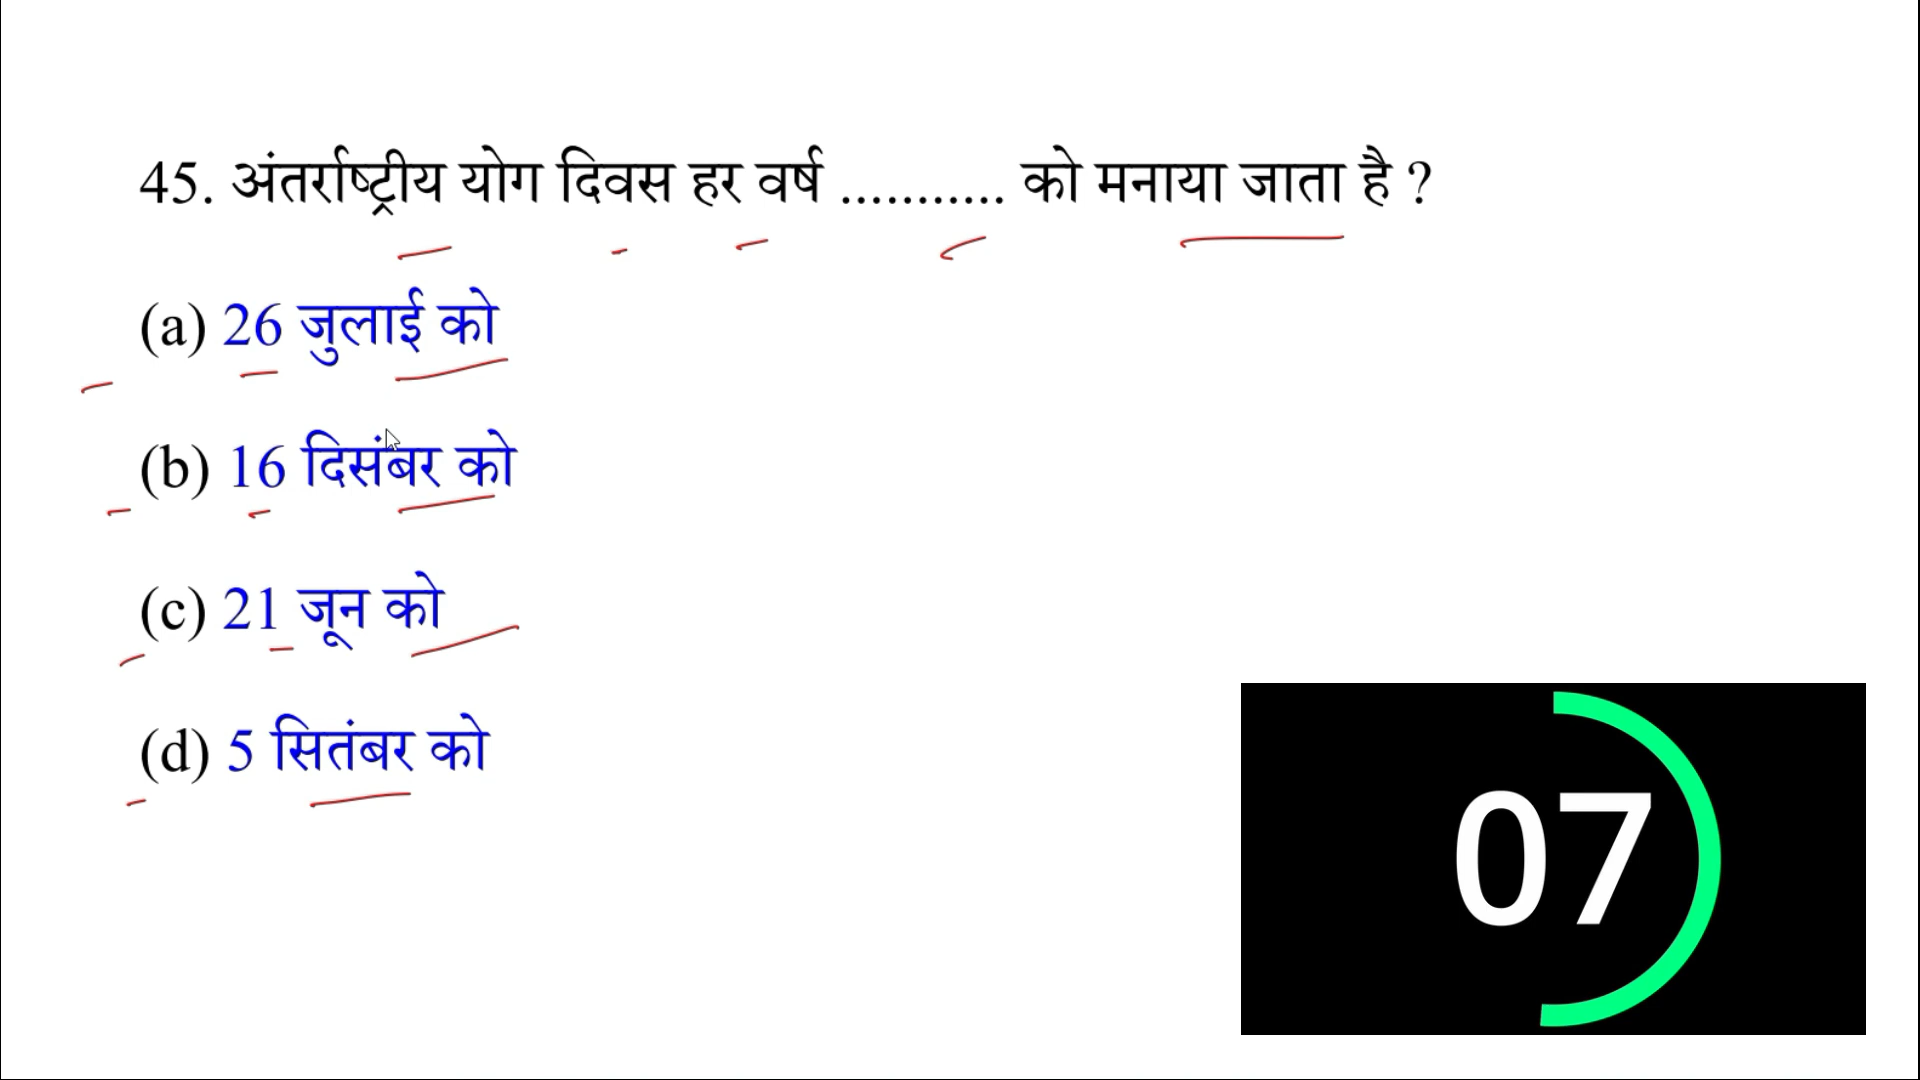 45. अंतर्राष्ट्रीय योग दिवस हर वर्ष ........... को मनाया जाता है ?
(a) 26 जुलाई को
(b) 16 दिसंबर को
(c) 21 जून को
(d) 5 सितंबर को
07